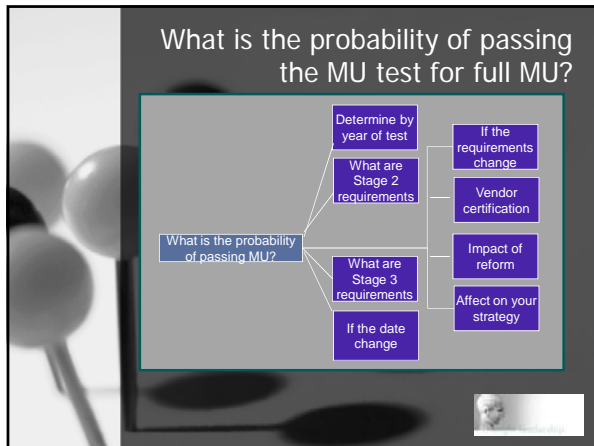 What is the probability of passing
the MU test for full MU?
Determine by
year of test
What are
Stage 2
requirements
What is the probability
of passing MU?
What are
Stage 3
requirements
If the date
change
If the
requirements
change
Vendor
certification
Impact of
reform
Affect on your
strategy